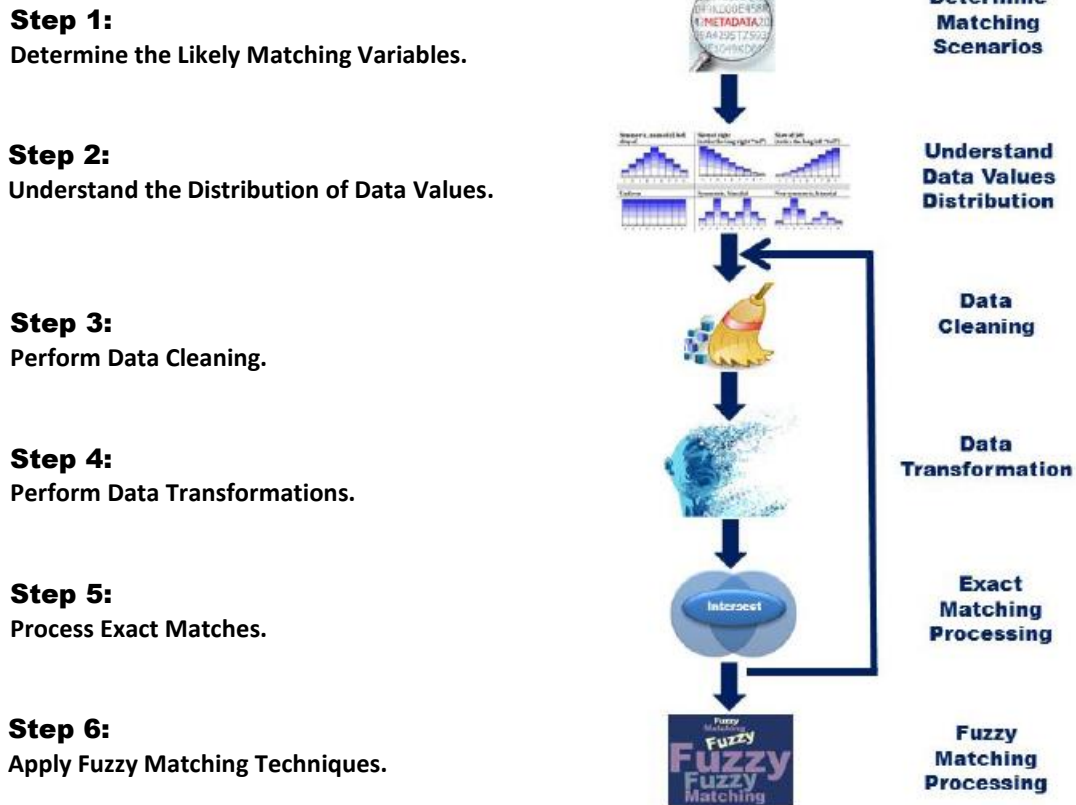 Step 1:
Determine the Likely Matching Variables.
Determine
Matching
Scenarios
METADATA
Step 2:
Understand the Distribution of Data Values.
Understand
Data Values
Distribution
Step 3:
Perform Data Cleaning.
Data
Cleaning
Step 4:
Perform Data Transformations.
Data
Transformation
Step 5:
Process Exact Matches.
Intersect
Exact
Matching
Processing
Step 6:
Apply Fuzzy Matching Techniques.
Fuzzy
Matching
Fuzzy
Fuzzy
Fuzzy
Matching
Fuzzy
Matching
Processing